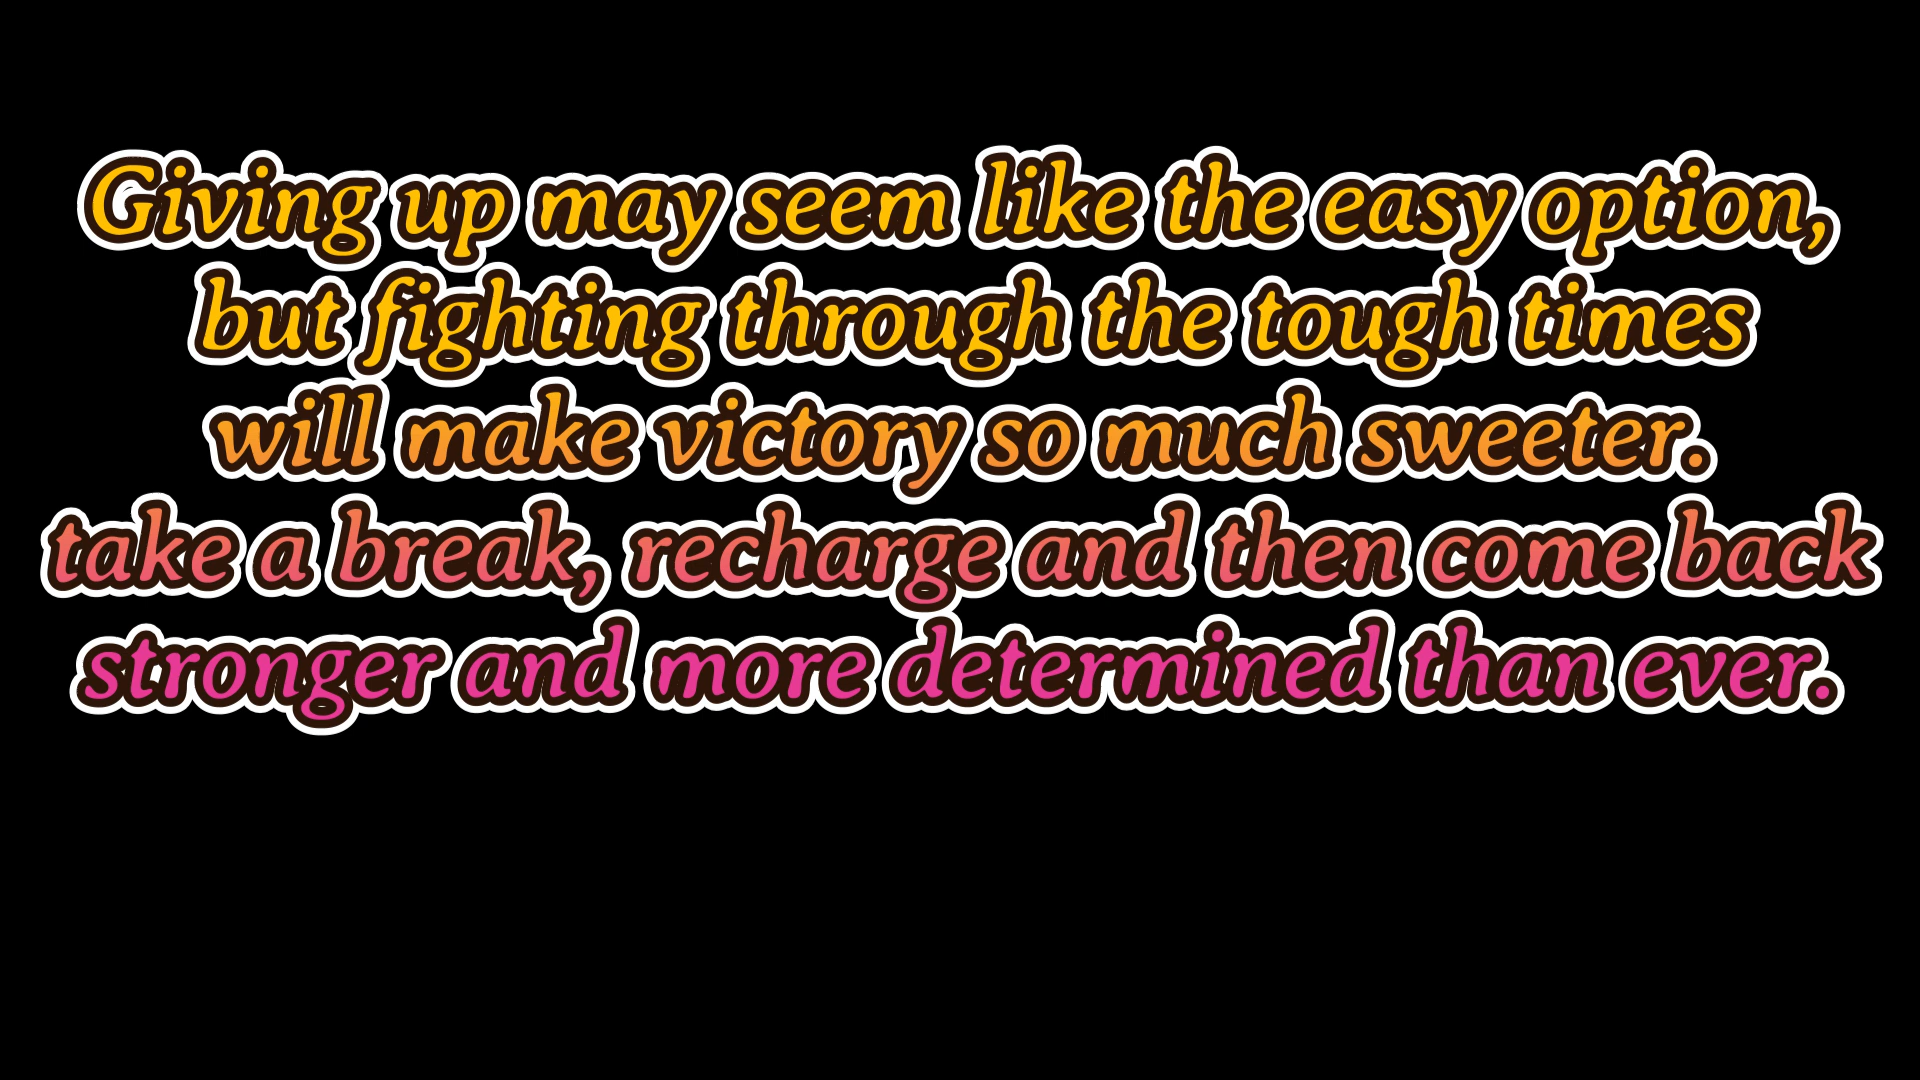 Giving up may seem like the easy option,
but fighting through the tough times
will make victory so much sweeter.
take a break, recharge and then come back
stronger and more determined than ever.